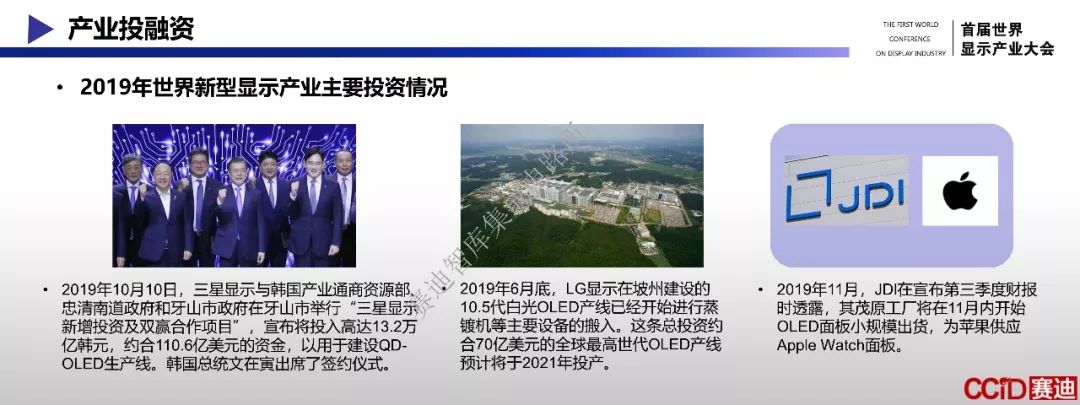 产业投融资
THE FIRST WORLD
CONFERENCE
ON DISPLAY INDUSTRY
首届世界
显示产业大会
• 2019年世界新型显示产业主要投资情况
JDI
• 2019年10月10日，三星显示与韩国产业通商资源部、
忠清南道政府和牙山市政府在牙山市举行“三星显示
新增投资及双赢合作项目”，宣布将投入高达13.2万
亿韩元，约合110.6亿美元的资金，以用于建设QD-
OLED生产线。韩国总统文在寅出席了签约仪式。
• 2019年6月底，LG显示在坡州建设的
10.5代白光OLED产线已经开始进行蒸
镀机等主要设备的搬入。这条总投资约
合70亿美元的全球最高世代OLED产线
预计将于2021年投产。
• 2019年11月，JDI在宣布第三季度财报
时透露，其茂原工厂将在11月内开始
OLED面板小规模出货，为苹果供应
Apple Watch面板。
赛迪智库集成电路所
CCID赛迪